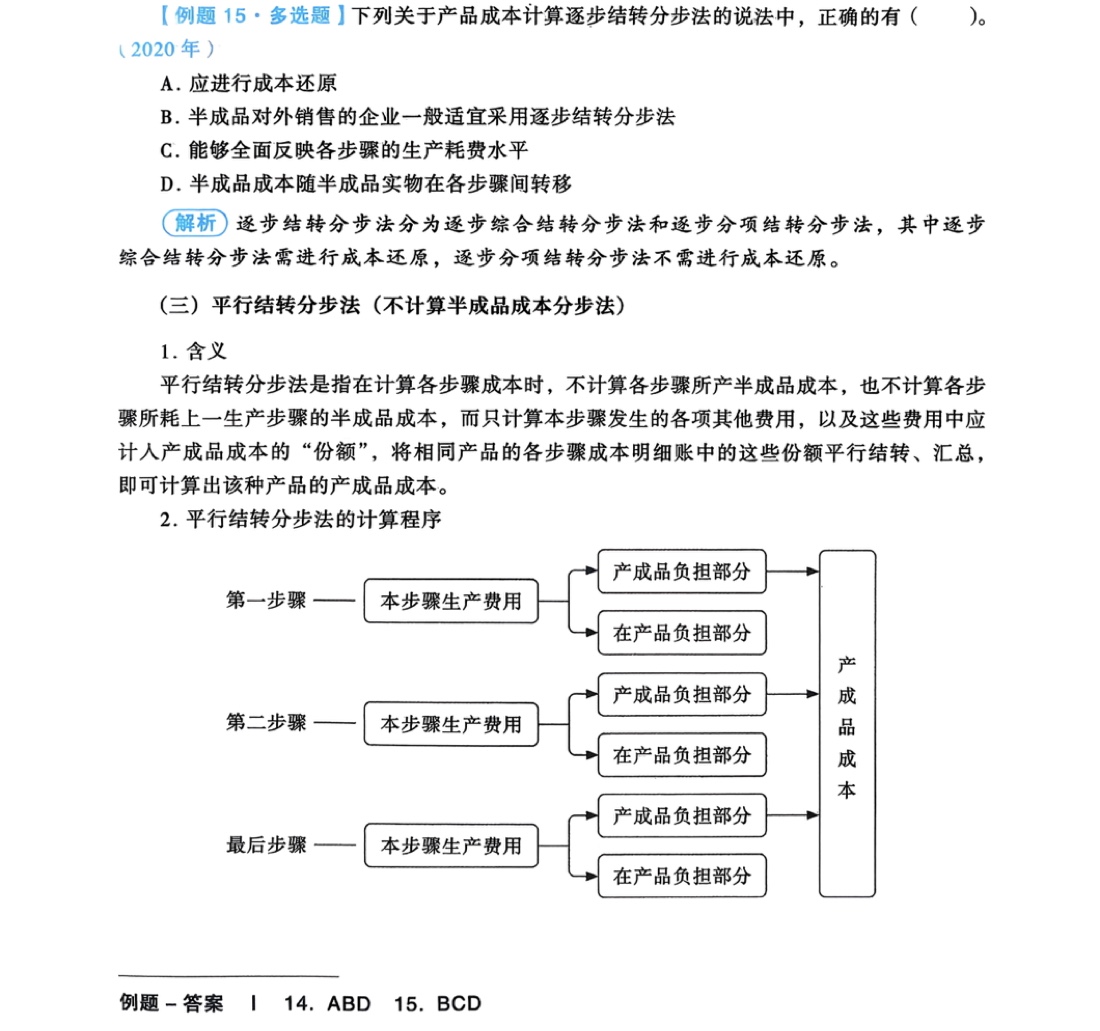 【例题 15·多选题】下列关于产品成本计算逐步结转分步法的说法中，正确的有（　　）。
（2020 年）
A. 应进行成本还原
B. 半成品对外销售的企业一般适宜采用逐步结转分步法
C. 能够全面反映各步骤的生产耗费水平
D. 半成品成本随半成品实物在各步骤间转移
解析 逐步结转分步法分为逐步综合结转分步法和逐步分项结转分步法，其中逐步
综合结转分步法需进行成本还原，逐步分项结转分步法不需进行成本还原。
（三）平行结转分步法（不计算半成品成本分步法）
1. 含义
平行结转分步法是指在计算各步骤成本时，不计算各步骤所产半成品成本，也不计算各步
骤所耗上一生产步骤的半成品成本，而只计算本步骤发生的各项其他费用，以及这些费用中应
计入产成品成本的“份额”，将相同产品的各步骤成本明细账中的这些份额平行结转、汇总，
即可计算出该种产品的产成品成本。
2. 平行结转分步法的计算程序
第一步骤
本步骤生产费用
产成品负担部分
在产品负担部分
第二步骤
本步骤生产费用
产成品负担部分
在产品负担部分
最后步骤
本步骤生产费用
产成品负担部分
在产品负担部分
产成品成本
例题－答案 | 14. ABD 15. BCD